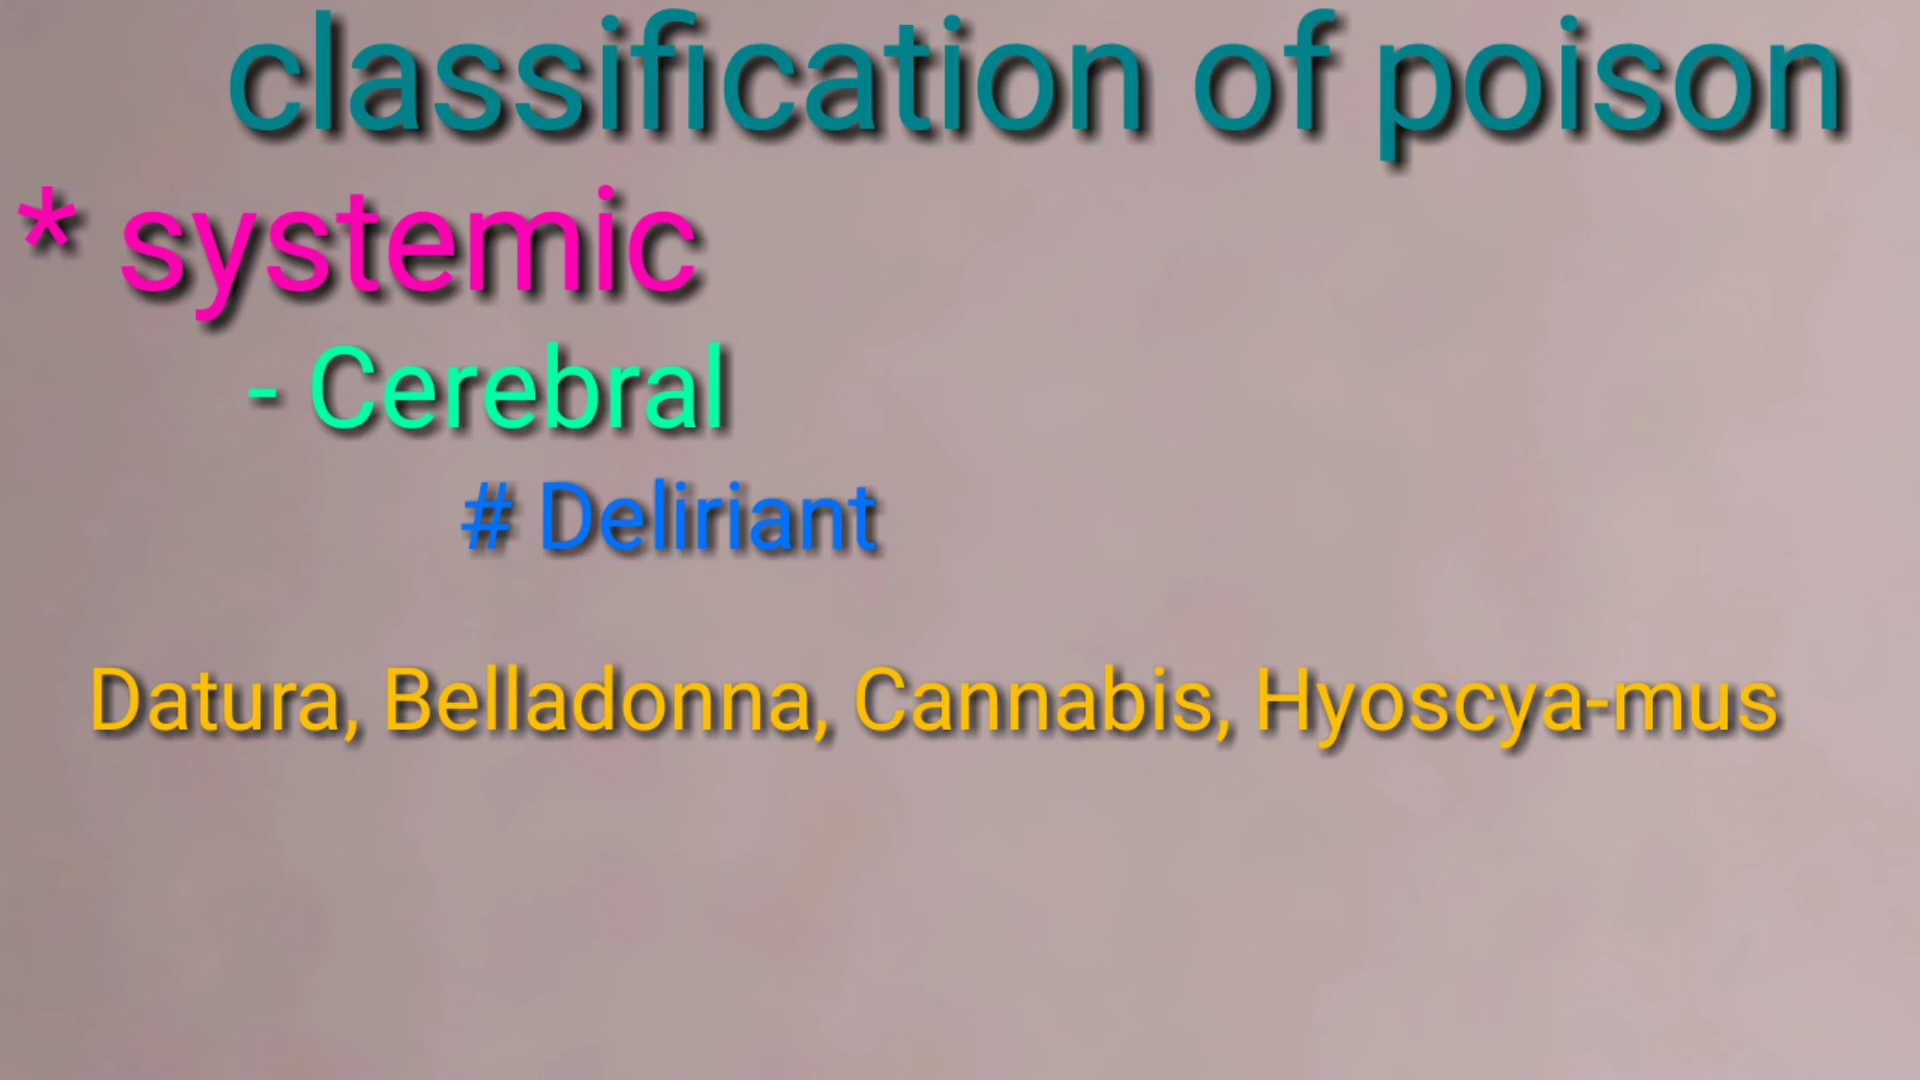 classification of poison
* systemic
- Cerebral
# Deliriant
Datura, Belladonna, Cannabis, Hyoscya-mus